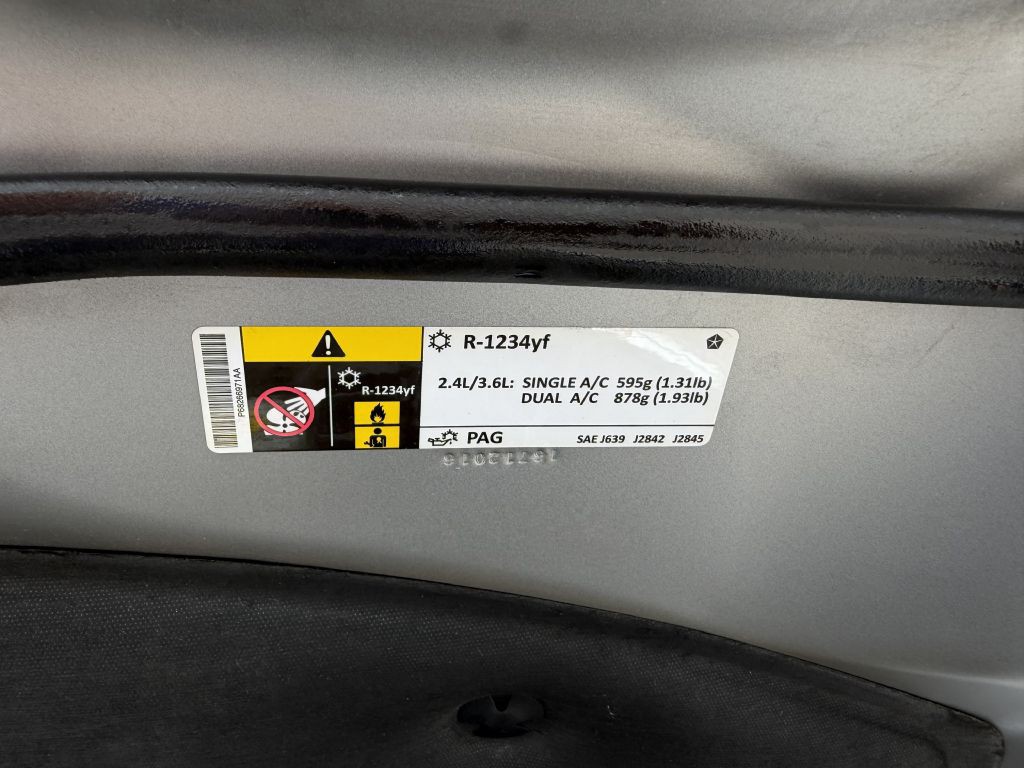 P68266971AA
R-1234yf
R-1234yf
2.4L/3.6L: SINGLE A/C 595g (1.31lb)
DUAL A/C 878g (1.93lb)
PAG
SAE J639 J2842 J2845